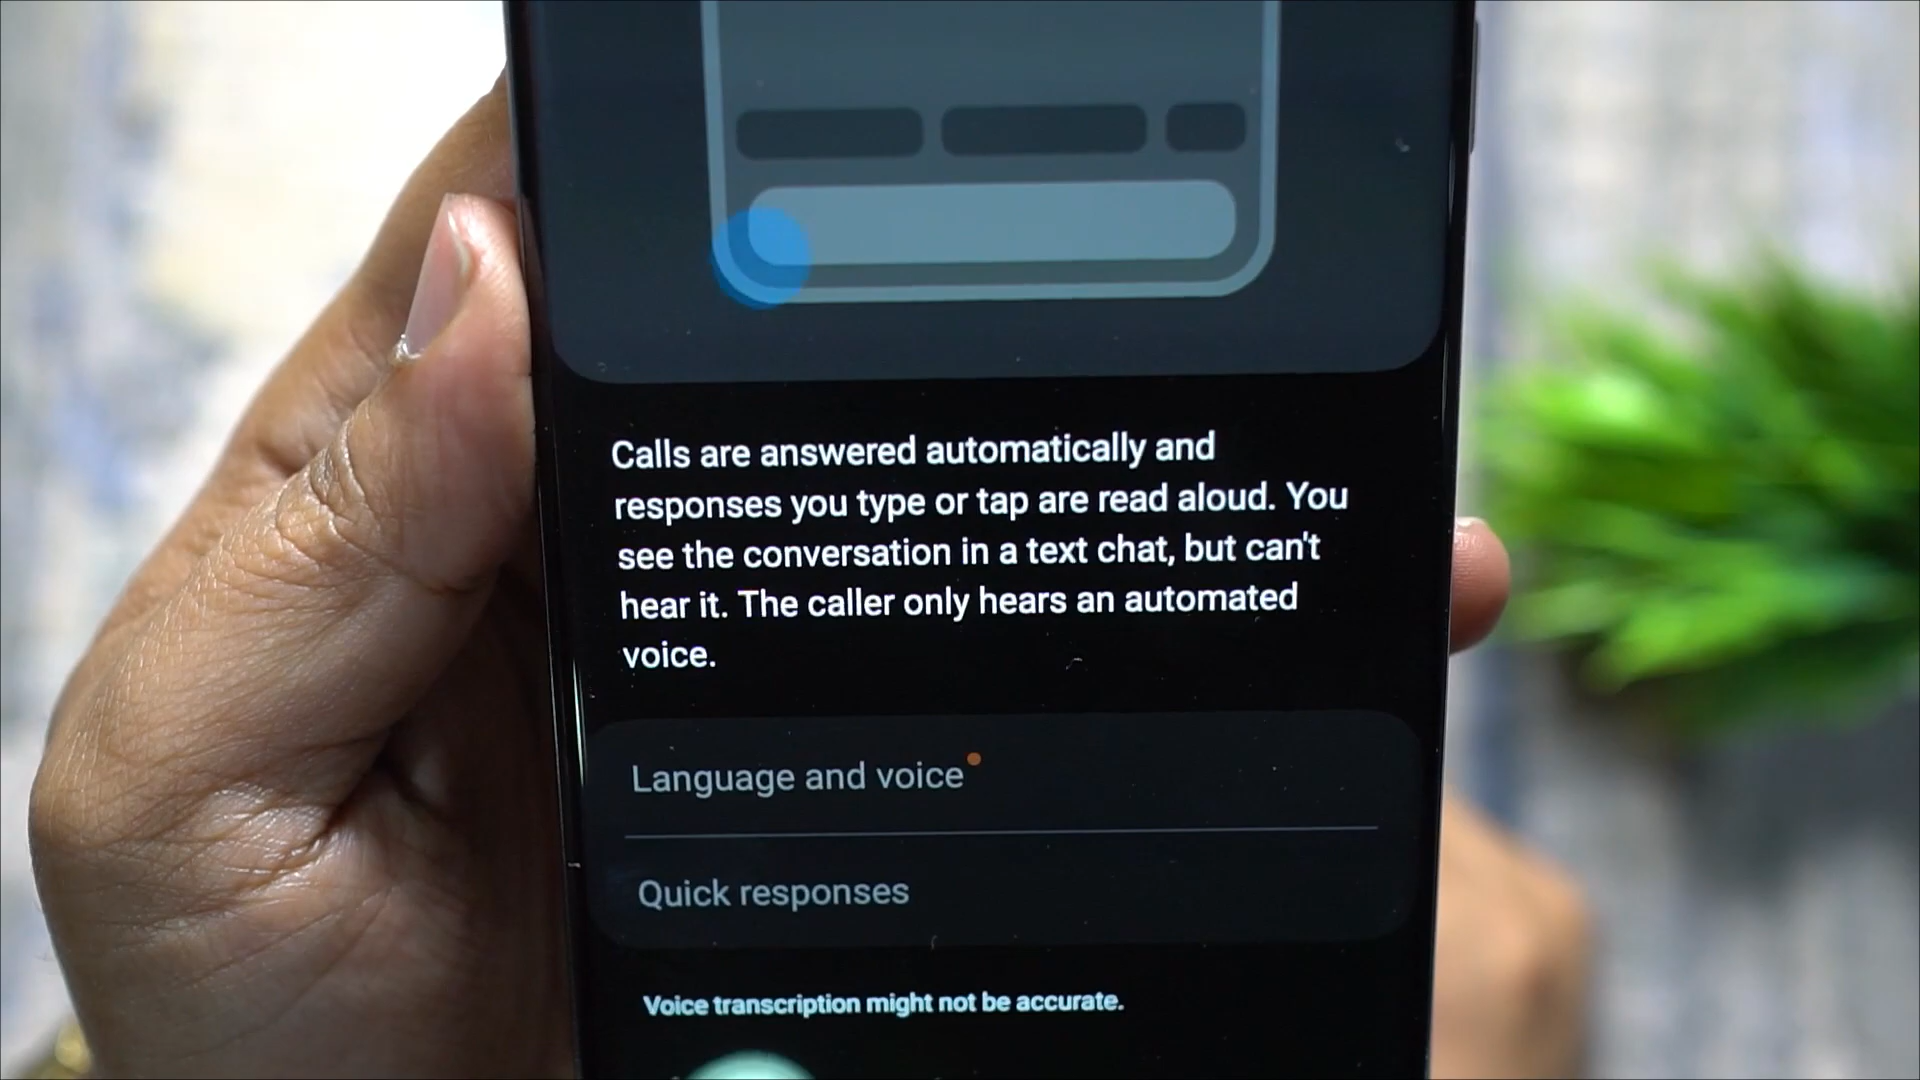 Calls are answered automatically and
responses you type or tap are read aloud. You
see the conversation in a text chat, but can't
hear it. The caller only hears an automated
voice.
Language and voice
Quick responses
Voice transcription might not be accurate.